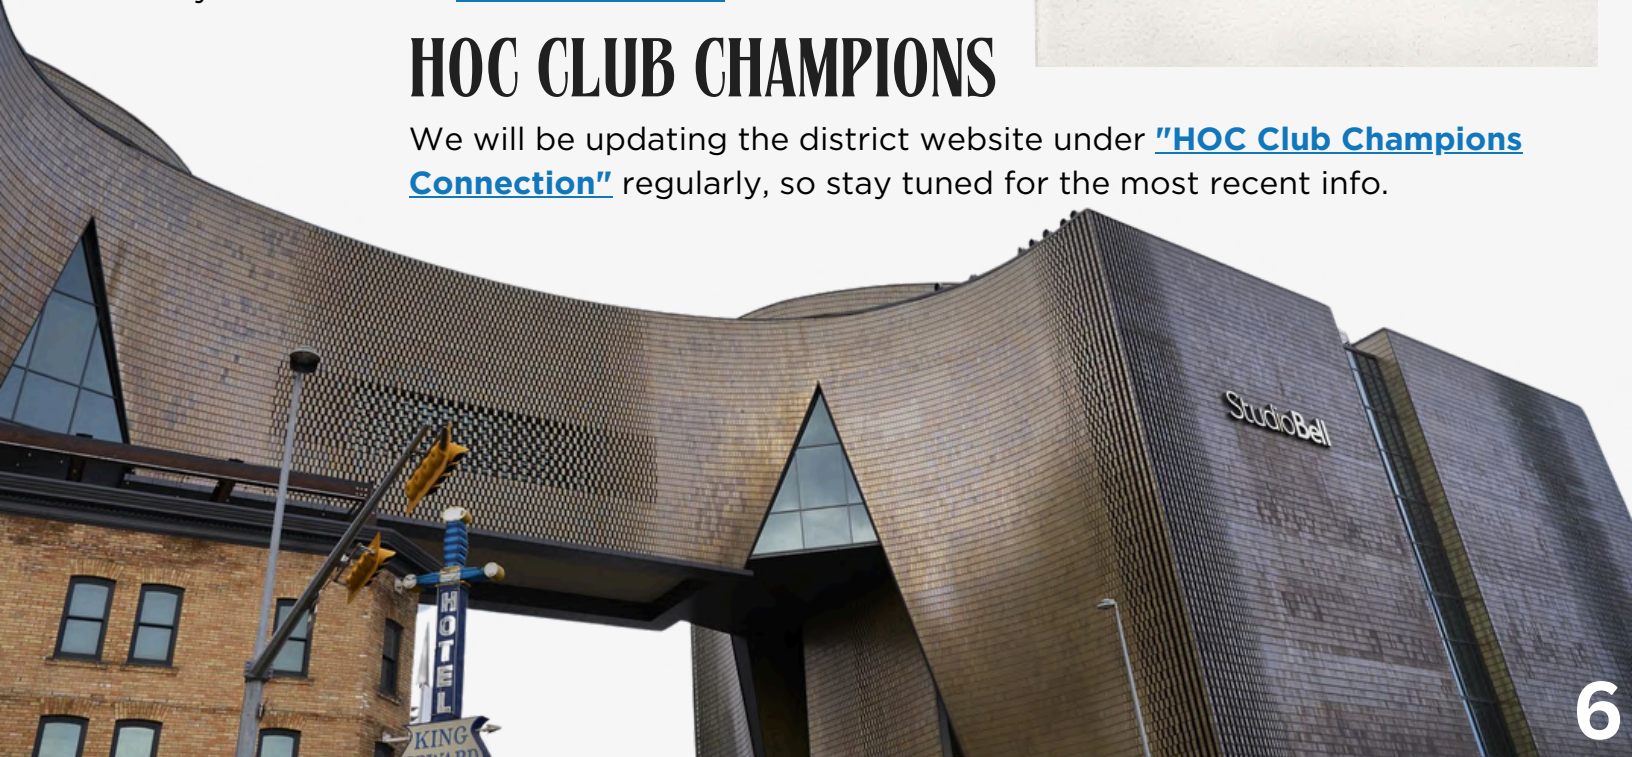 HOC CLUB CHAMPIONS
We will be updating the district website under "HOC Club Champions
Connection" regularly, so stay tuned for the most recent info.
StudioBell
HOTEL
KING
6